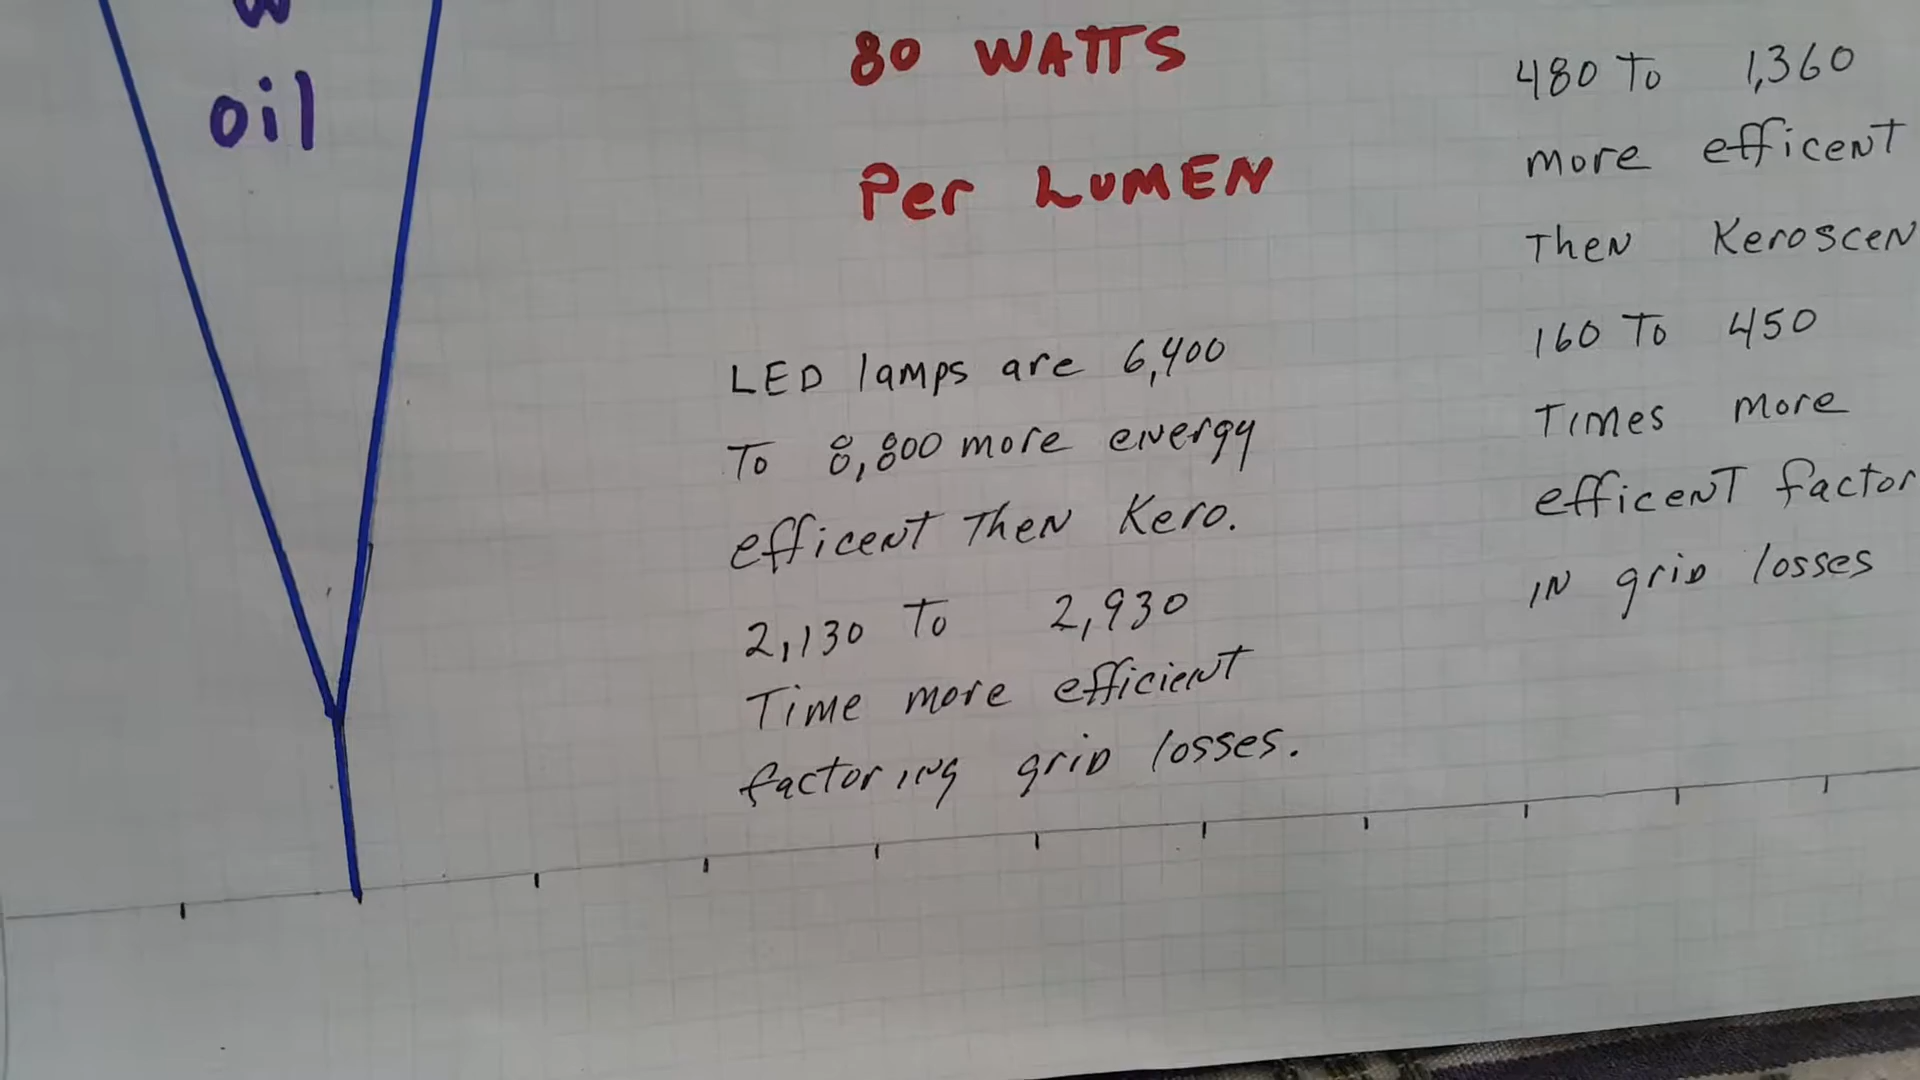 oil
80 WATTS
Per LUMEN
LED lamps are 6,400
To 8,800 more energy
efficent Then Kero.
2,130 To 2,930
Time more efficient
factoring grid losses.
480 To 1,360
more efficent
Then Keroscen
160 To 450
Times more
efficent factor
in grid losses